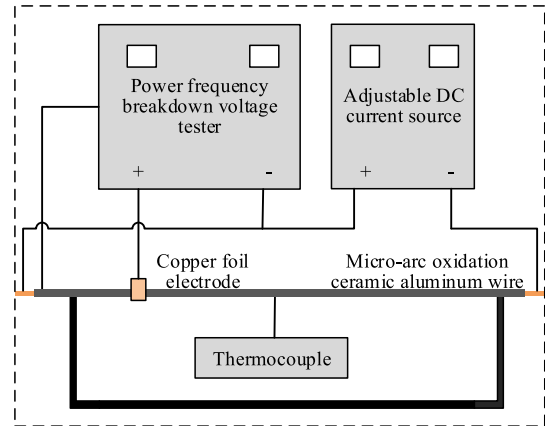 Power frequency
breakdown voltage
tester
+
-
Adjustable DC
current source
+
-
Copper foil
electrode
Micro-arc oxidation
ceramic aluminum wire
Thermocouple